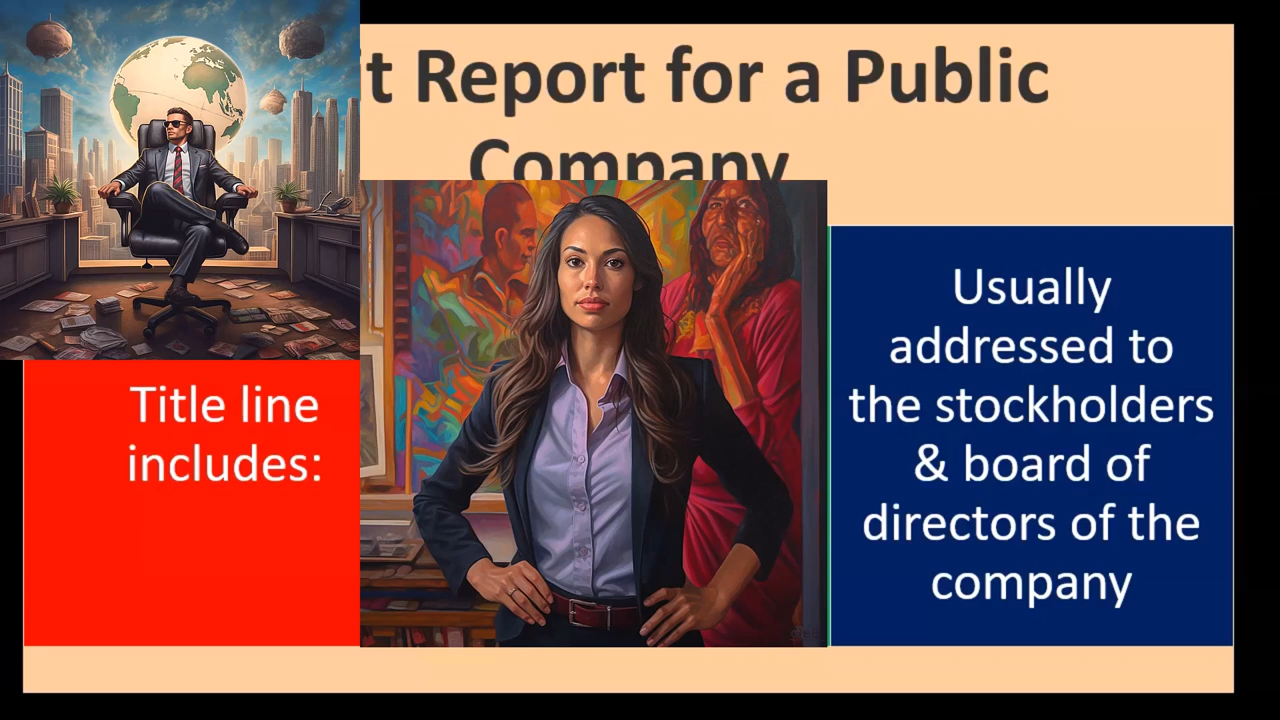 t Report for a Public
Company
Title line
includes:
Usually
addressed to
the stockholders
& board of
directors of the
company